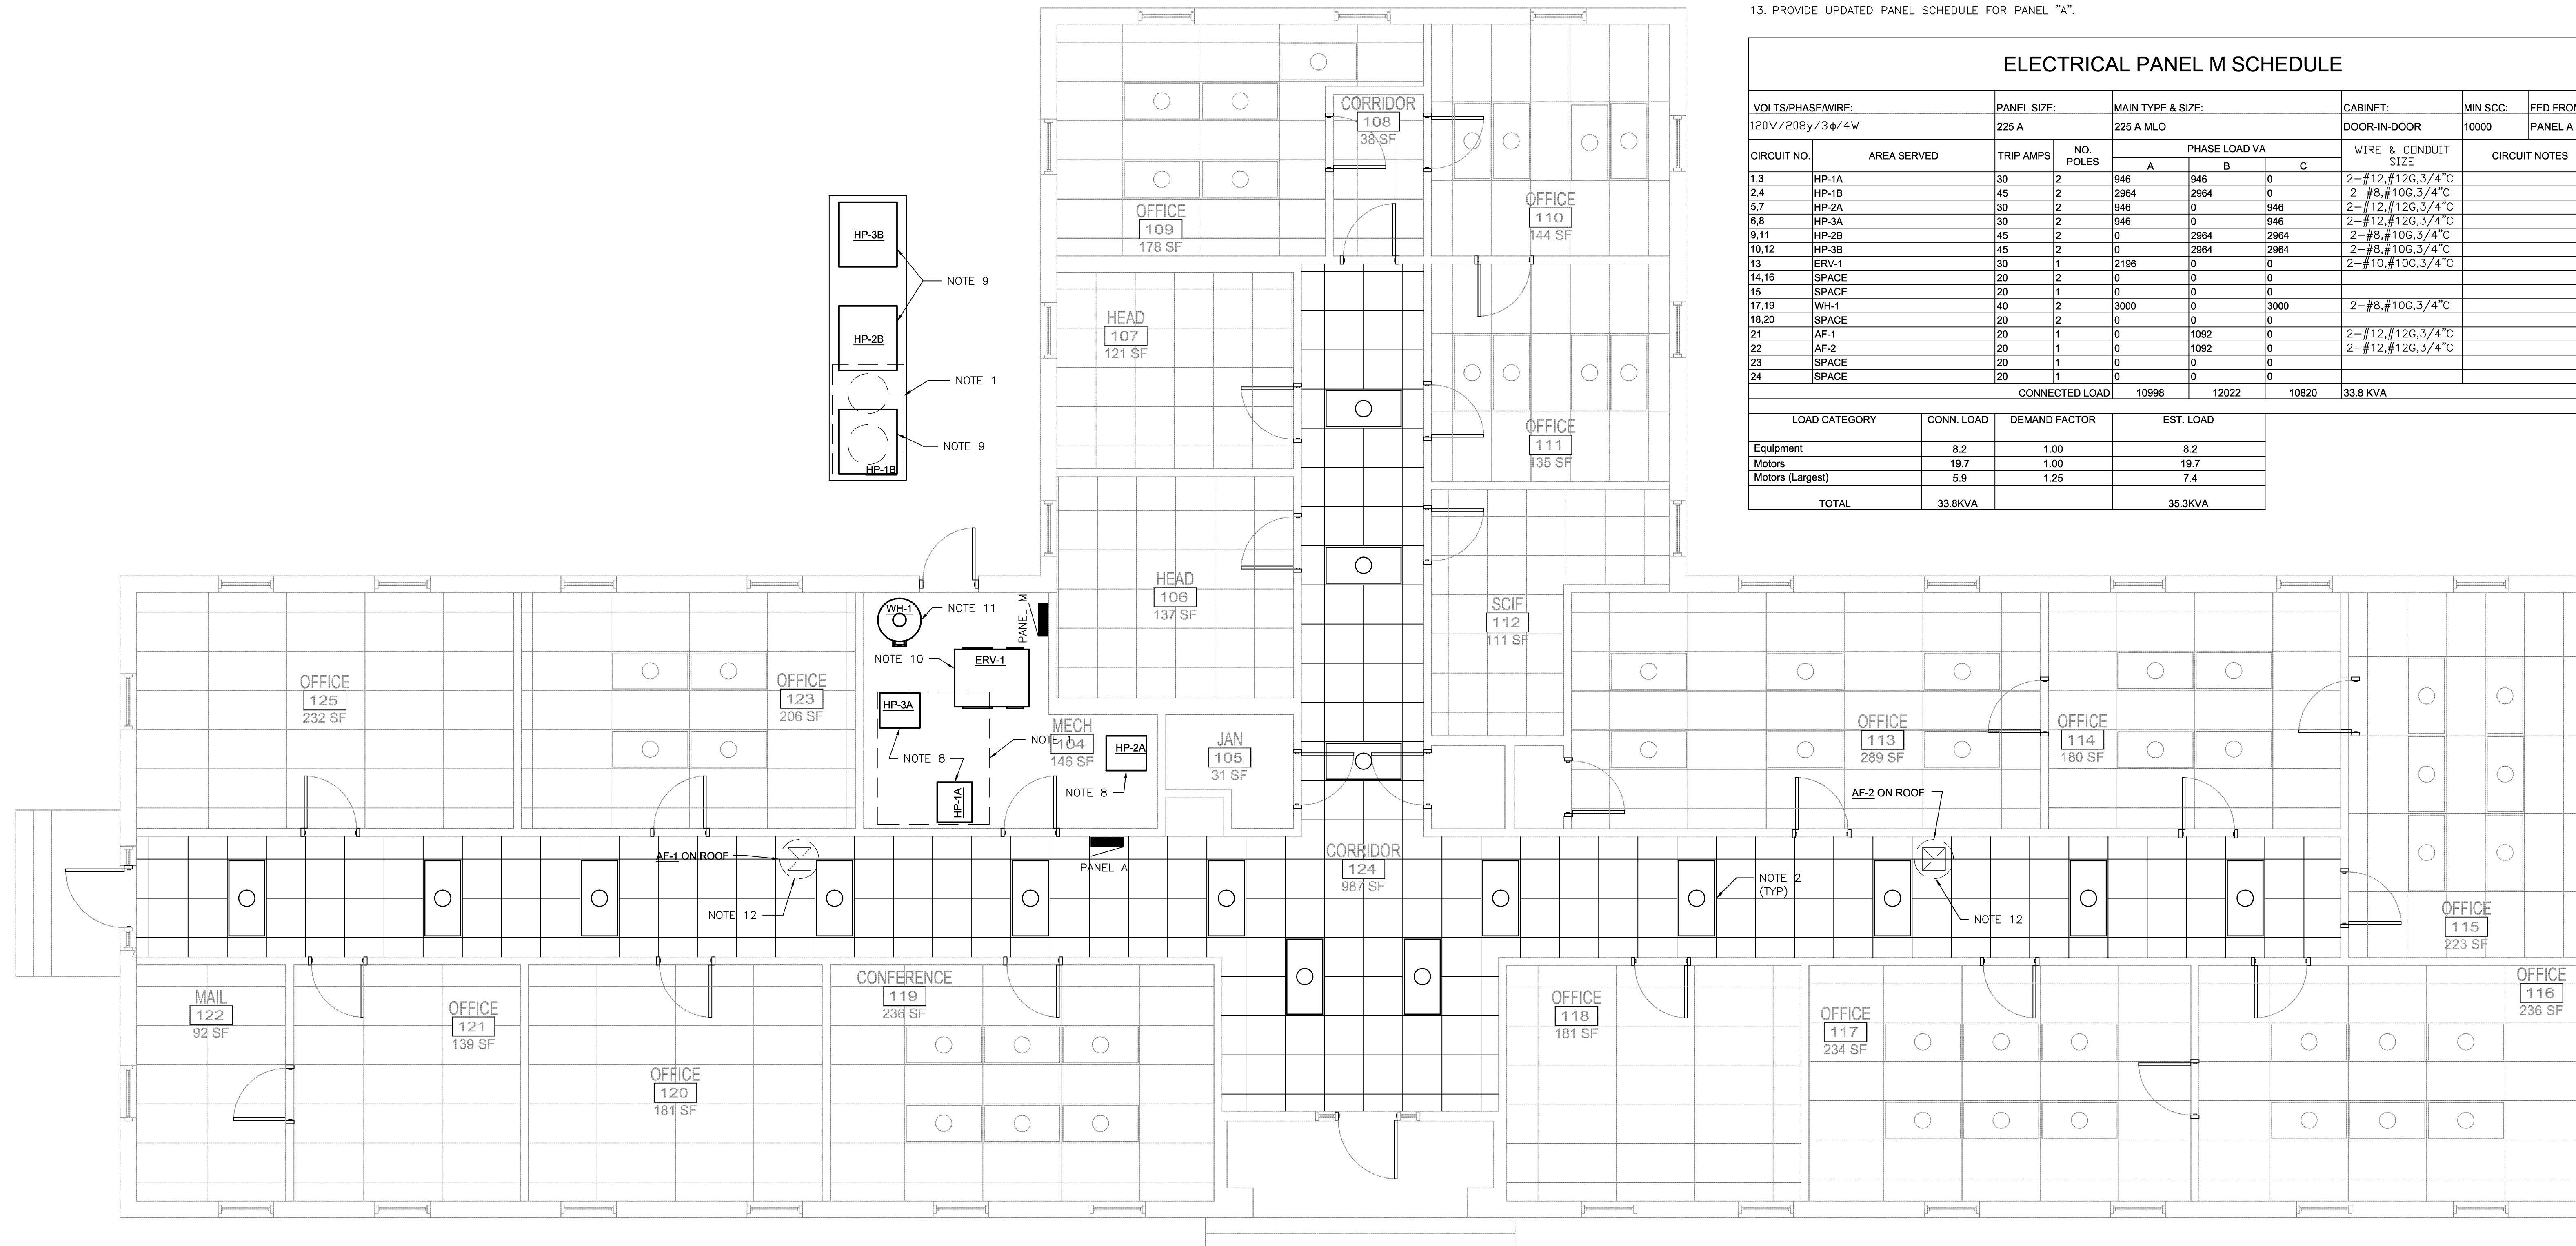 13. PROVIDE UPDATED PANEL SCHEDULE FOR PANEL "A".
ELECTRICAL PANEL M SCHEDULE
VOLTS/PHASE/WIRE: PANEL SIZE: MAIN TYPE & SIZE: CABINET: MIN SCC: FED FROM
120V/208y/3ϕ/4W 225 A 225 A MLO DOOR-IN-DOOR 10000 PANEL A
CIRCUIT NO. AREA SERVED TRIP AMPS NO. POLES PHASE LOAD VA WIRE & CONDUIT SIZE CIRCUIT NOTES
A B C
1,3 HP-1A 30 2 946 946 0 2-#12,#12G,3/4"C
2,4 HP-1B 45 2 2964 2964 0 2-#8,#10G,3/4"C
5,7 HP-2A 30 2 946 0 946 2-#12,#12G,3/4"C
6,8 HP-3A 30 2 946 0 946 2-#12,#12G,3/4"C
9,11 HP-2B 45 2 0 2964 2964 2-#8,#10G,3/4"C
10,12 HP-3B 45 2 0 2964 2964 2-#8,#10G,3/4"C
13 ERV-1 30 1 2196 0 0 2-#10,#10G,3/4"C
14,16 SPACE 20 2 0 0 0
15 SPACE 20 1 0 0 0
17,19 WH-1 40 2 3000 0 3000 2-#8,#10G,3/4"C
18,20 SPACE 20 2 0 0 0
21 AF-1 20 1 0 1092 0 2-#12,#12G,3/4"C
22 AF-2 20 1 0 1092 0 2-#12,#12G,3/4"C
23 SPACE 20 1 0 0 0
24 SPACE 20 1 0 0 0
CONNECTED LOAD 10998 12022 10820 33.8 KVA
LOAD CATEGORY CONN. LOAD DEMAND FACTOR EST. LOAD
Equipment 8.2 1.00 8.2
Motors 19.7 1.00 19.7
Motors (Largest) 5.9 1.25 7.4
TOTAL 33.8KVA 35.3KVA
CORRIDOR
108
38 SF
OFFICE
109
178 SF
OFFICE
110
144 SF
HP-3B
NOTE 9
HP-2B
NOTE 1
NOTE 9
HP-1B
HEAD
107
121 SF
OFFICE
111
135 SF
HEAD
106
137 SF
SCIF
112
111 SF
WH-1
NOTE 11
PANEL M
NOTE 10
ERV-1
OFFICE
125
232 SF
OFFICE
123
206 SF
HP-3A
NOTE 8
NOTE 1
HP-1A
MECH
104
146 SF
HP-2A
NOTE 8
JAN
105
31 SF
OFFICE
113
289 SF
OFFICE
114
180 SF
AF-2 ON ROOF
AF-1 ON ROOF
NOTE 12
PANEL A
CORRIDOR
124
987 SF
NOTE 2
(TYP)
NOTE 12
OFFICE
115
223 SF
MAIL
122
92 SF
OFFICE
121
139 SF
OFFICE
120
181 SF
CONFERENCE
119
236 SF
OFFICE
118
181 SF
OFFICE
117
234 SF
OFFICE
116
236 SF